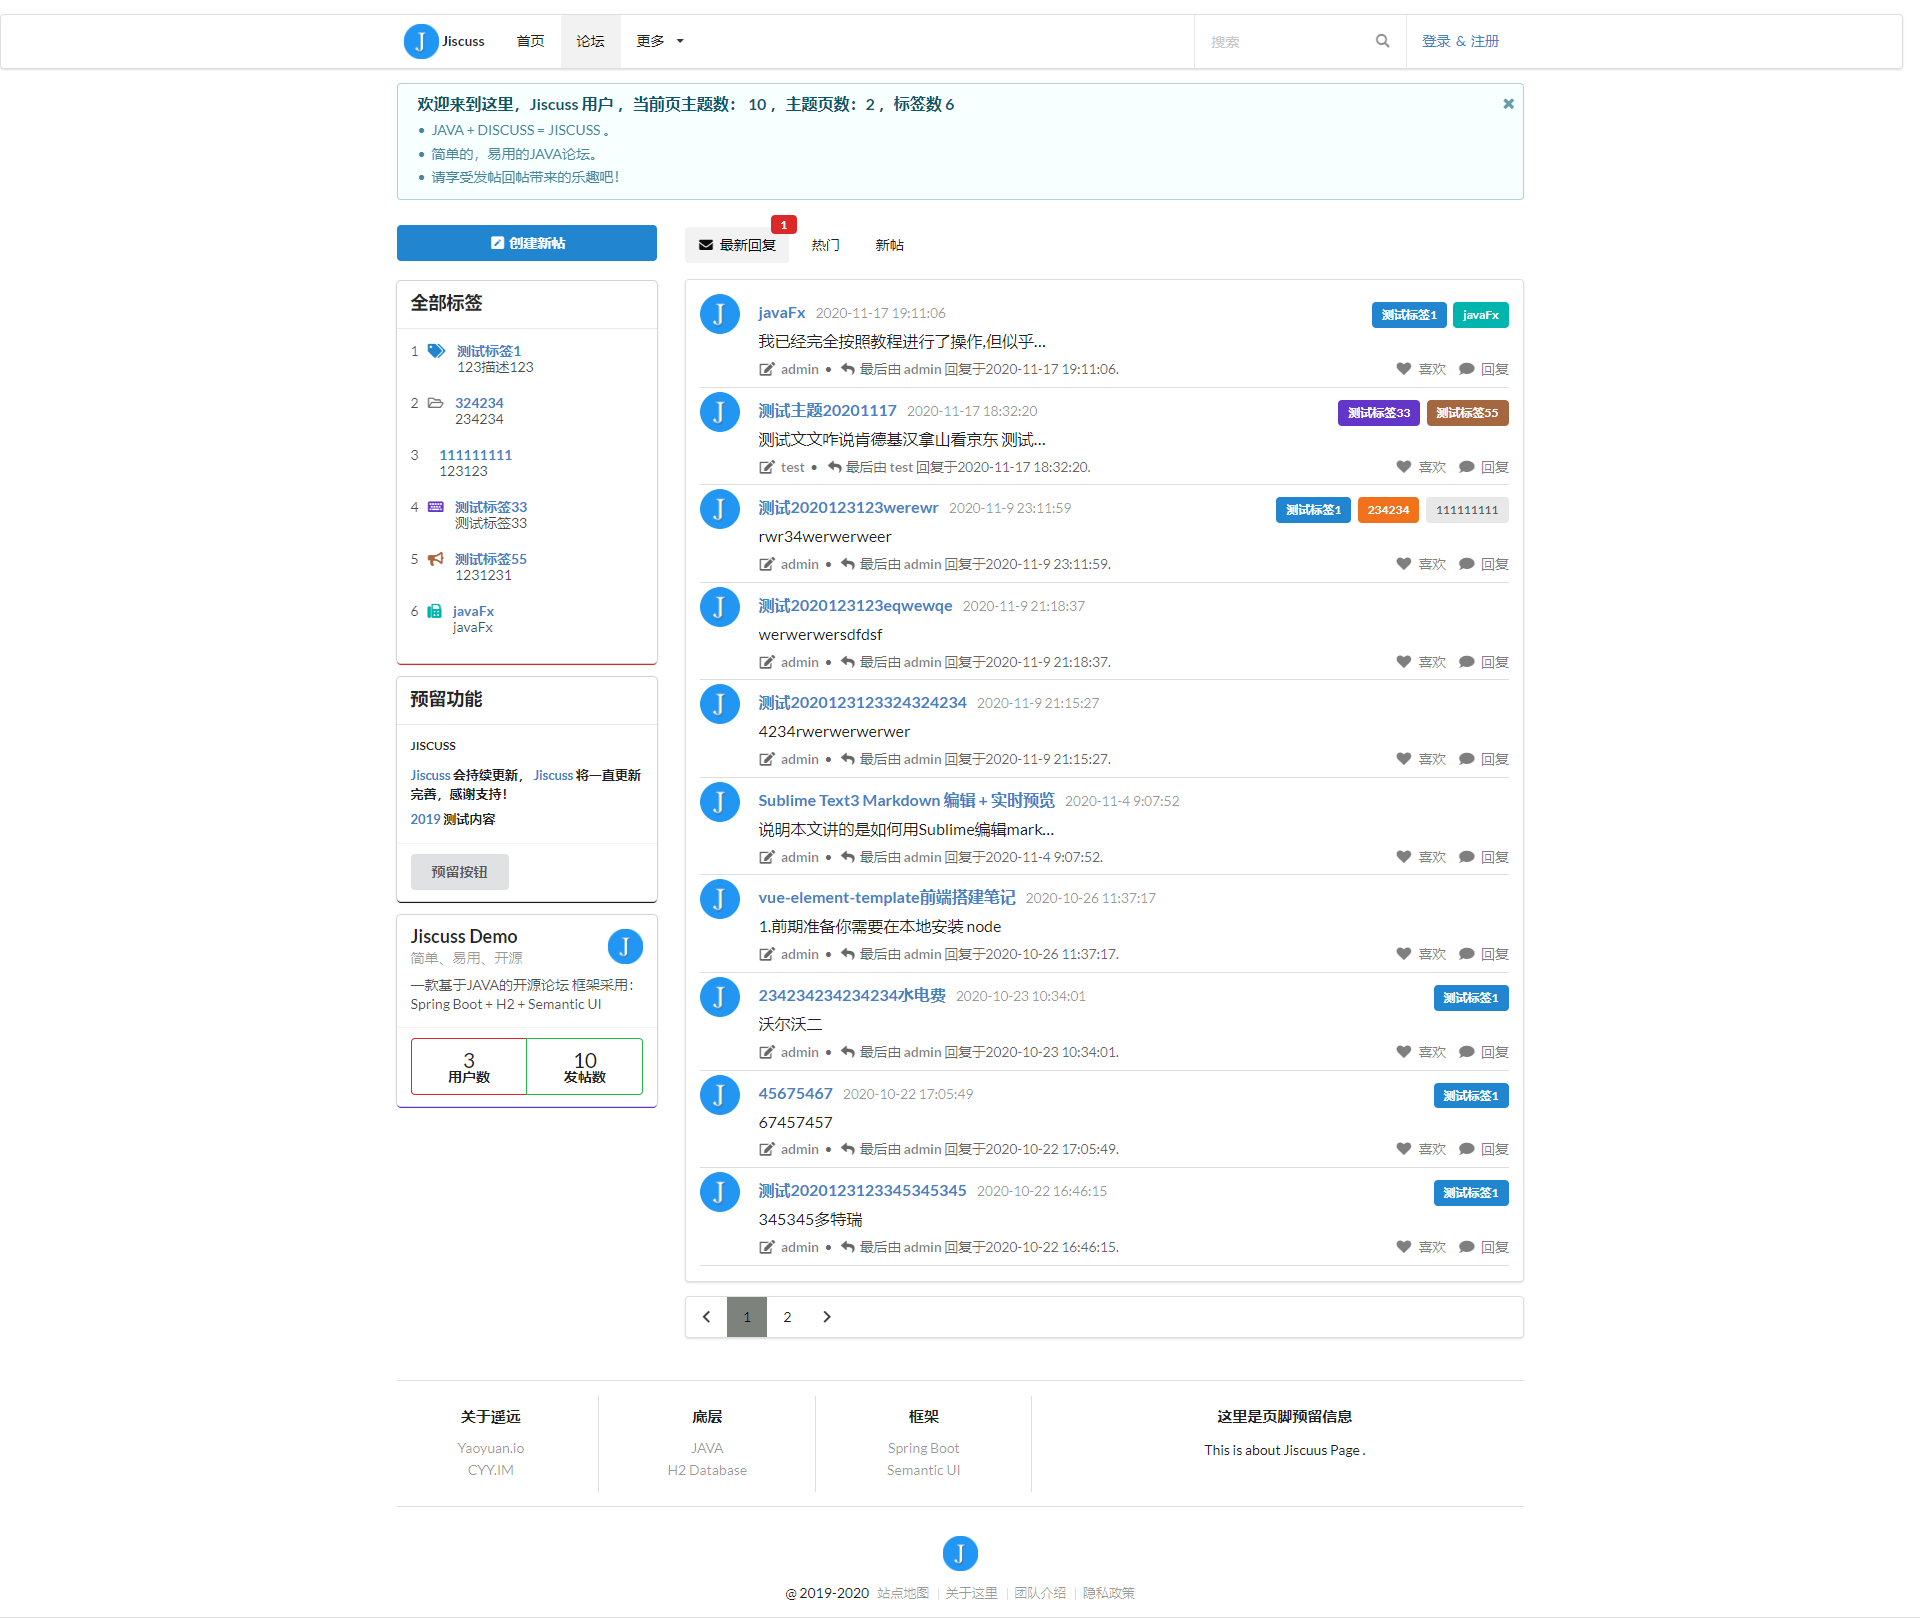 Jiscuss 首页 论坛 更多 搜索 登录 & 注册
欢迎来到这里，Jiscuss 用户 ，当前页主题数： 10 ，主题页数：2 ，标签数 6
JAVA + DISCUSS = JISCUSS 。
简单的，易用的JAVA论坛。
请享受发帖回帖带来的乐趣吧！
创建新帖
全部标签
1 测试标签1
123描述123
2 324234
234234
3 111111111
123123
4 测试标签33
测试标签33
5 测试标签55
1231231
6 javaFx
javaFx
预留功能
JISCUSS
Jiscuss 会持续更新， Jiscuss 将一直更新
完善，感谢支持！
2019 测试内容
预留按钮
Jiscuss Demo
简单、易用、开源
一款基于JAVA的开源论坛 框架采用：
Spring Boot + H2 + Semantic UI
3 10
用户数 发帖数
1
最新回复 热门 新帖
javaFx 2020-11-17 19:11:06 测试标签1 javaFx
我已经完全按照教程进行了操作,但似乎...
admin • 最后由 admin 回复于2020-11-17 19:11:06. 喜欢 回复
测试主题20201117 2020-11-17 18:32:20 测试标签33 测试标签55
测试文文咋说肯德基汉拿山看京东 测试...
test • 最后由 test 回复于2020-11-17 18:32:20. 喜欢 回复
测试2020123123werewr 2020-11-9 23:11:59 测试标签1 234234 111111111
rwr34werwerweer
admin • 最后由 admin 回复于2020-11-9 23:11:59. 喜欢 回复
测试2020123123eqwewqe 2020-11-9 21:18:37
werwerwersdfdsf
admin • 最后由 admin 回复于2020-11-9 21:18:37. 喜欢 回复
测试2020123123324324234 2020-11-9 21:15:27
4234rwerwerwerwer
admin • 最后由 admin 回复于2020-11-9 21:15:27. 喜欢 回复
Sublime Text3 Markdown 编辑 + 实时预览 2020-11-4 9:07:52
说明本文讲的是如何用Sublime编辑mark...
admin • 最后由 admin 回复于2020-11-4 9:07:52. 喜欢 回复
vue-element-template前端搭建笔记 2020-10-26 11:37:17
1.前期准备你需要在本地安装 node
admin • 最后由 admin 回复于2020-10-26 11:37:17. 喜欢 回复
234234234234234水电费 2020-10-23 10:34:01 测试标签1
沃尔沃二
admin • 最后由 admin 回复于2020-10-23 10:34:01. 喜欢 回复
45675467 2020-10-22 17:05:49 测试标签1
67457457
admin • 最后由 admin 回复于2020-10-22 17:05:49. 喜欢 回复
测试2020123123345345345 2020-10-22 16:46:15 测试标签1
345345多特瑞
admin • 最后由 admin 回复于2020-10-22 16:46:15. 喜欢 回复
1 2
关于遥远 底层 框架 这里是页脚预留信息
Yaoyuan.io JAVA Spring Boot This is about Jiscuus Page .
CYY.IM H2 Database Semantic UI
@ 2019-2020 站点地图 关于这里 团队介绍 隐私政策